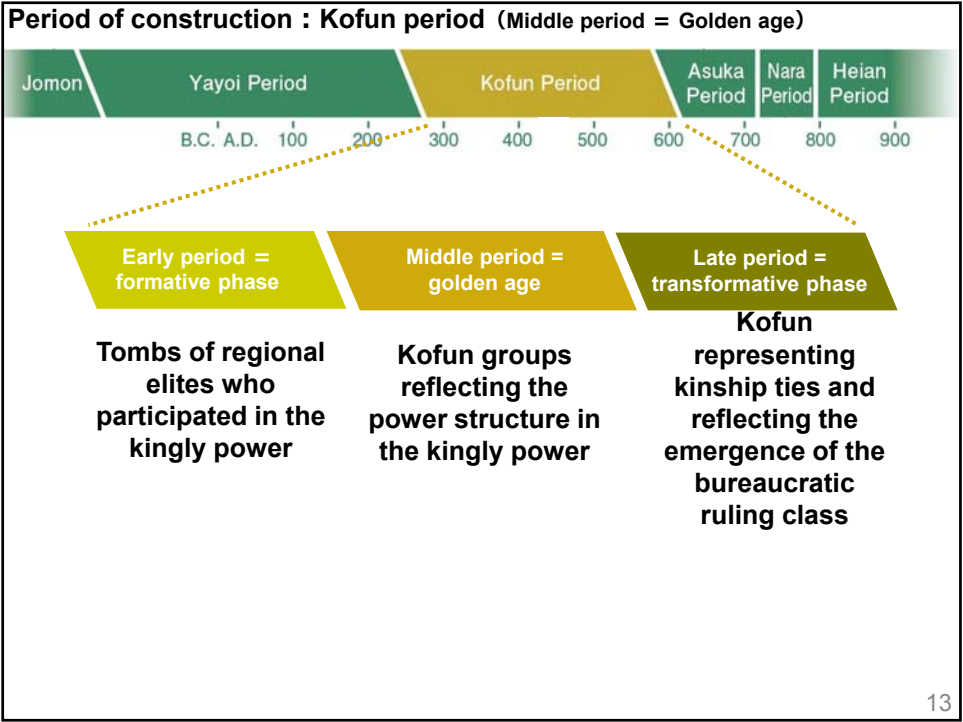 Period of construction：Kofun period（Middle period = Golden age）
Jomon
Yayoi Period
Kofun Period
Asuka
Period
Nara
Period
Heian
Period
B.C. A.D. 100 200 300 400 500 600 700 800 900
Early period ＝
formative phase
Middle period =
golden age
Late period =
transformative phase
Tombs of regional
elites who
participated in the
kingly power
Kofun groups
reflecting the
power structure in
the kingly power
Kofun
representing
kinship ties and
reflecting the
emergence of the
bureaucratic
ruling class
13